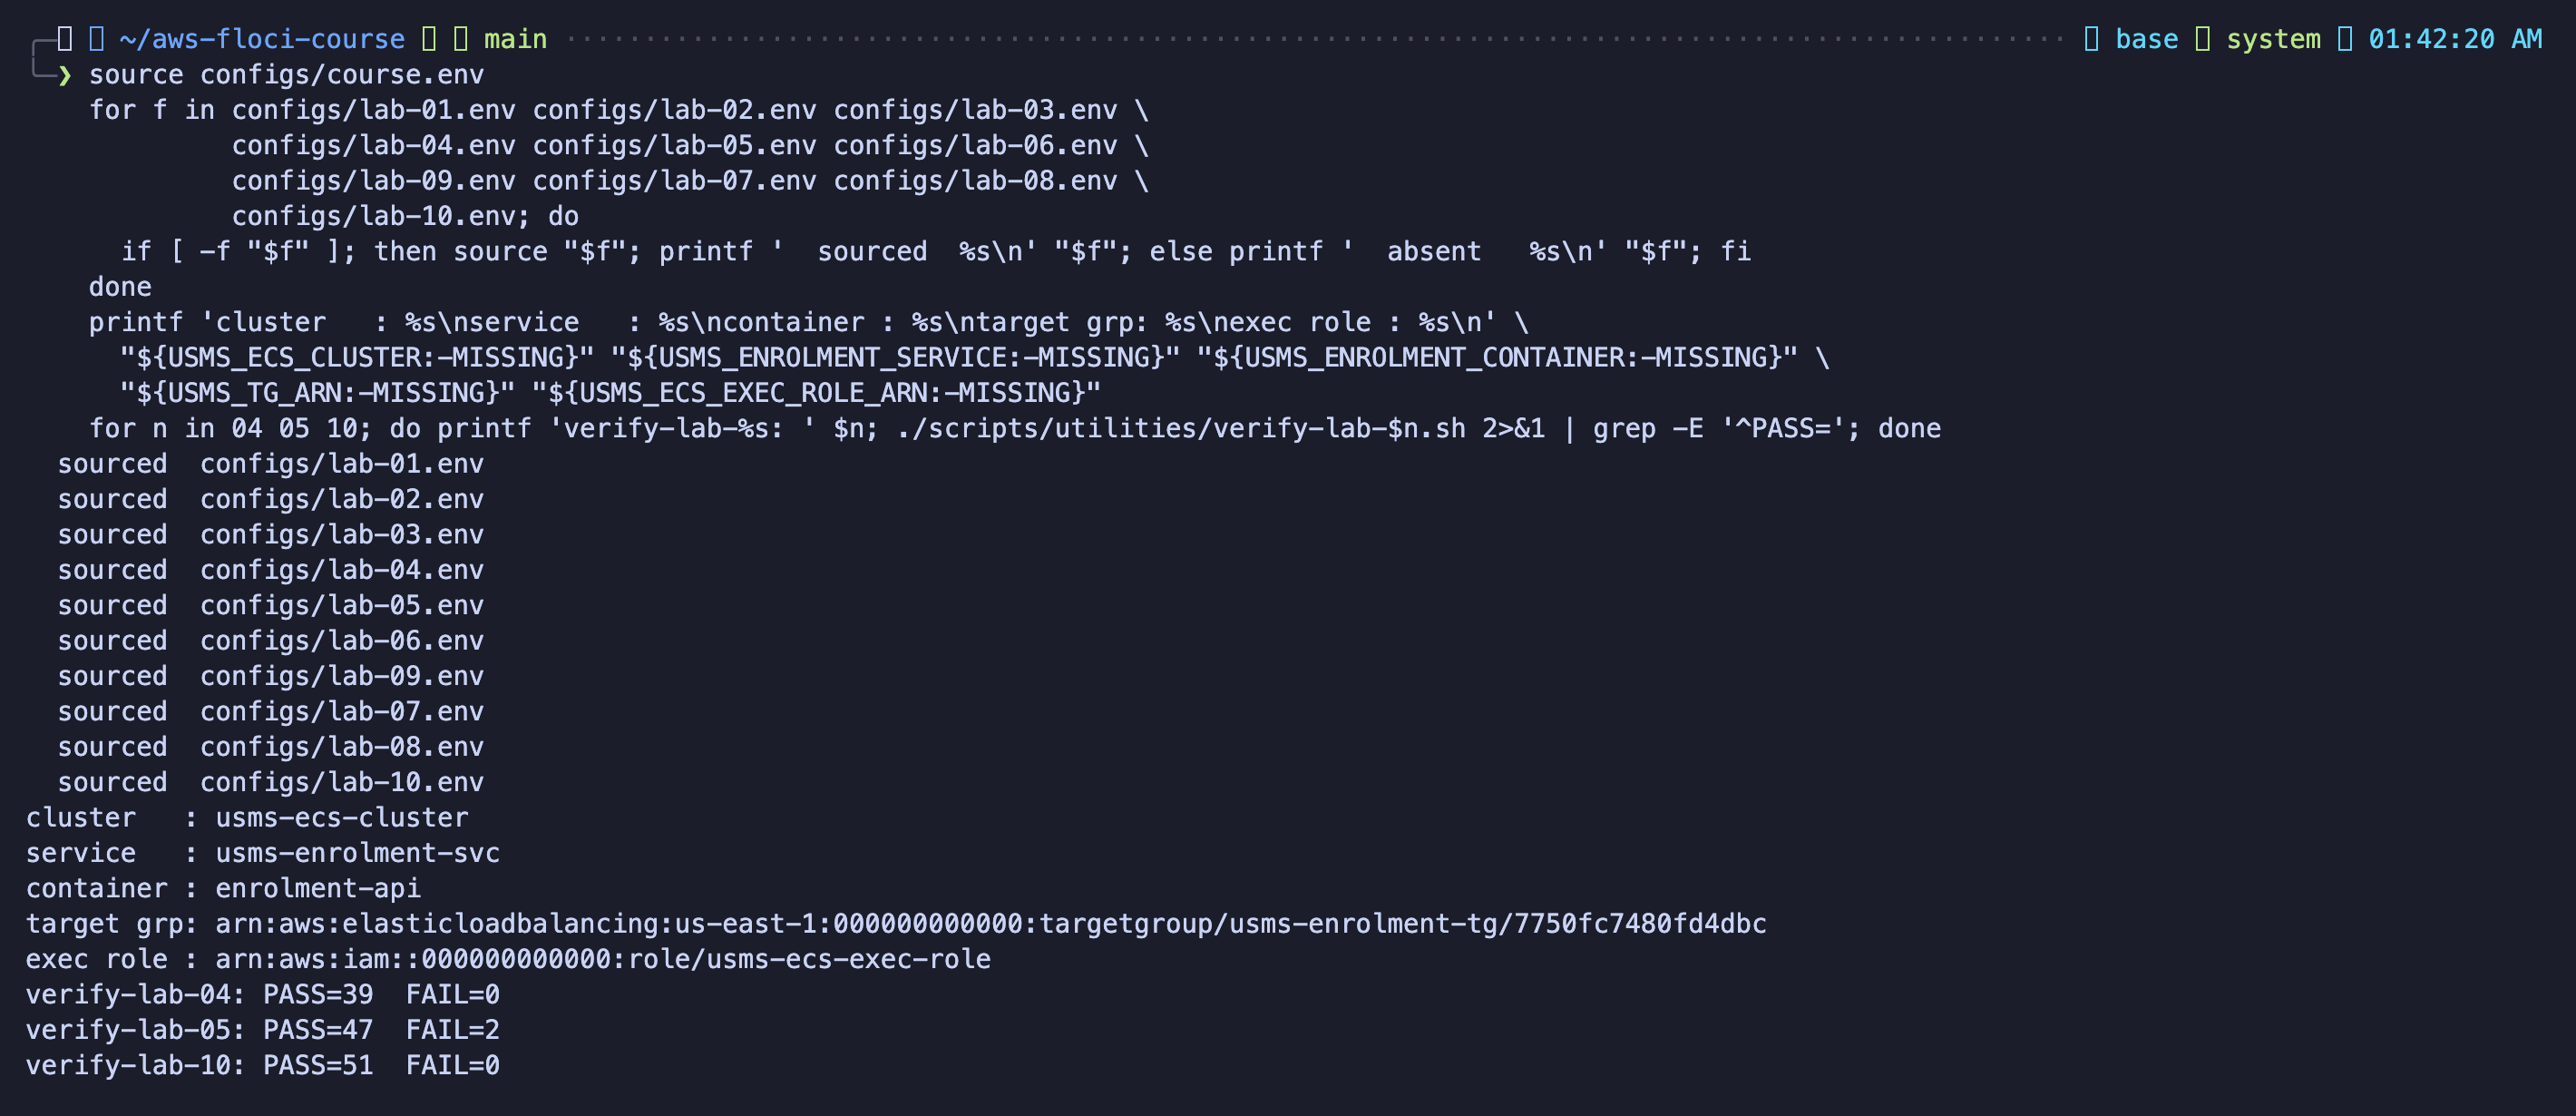 ~/aws-floci-course main base system 01:42:20 AM
❯ source configs/course.env
for f in configs/lab-01.env configs/lab-02.env configs/lab-03.env \
configs/lab-04.env configs/lab-05.env configs/lab-06.env \
configs/lab-09.env configs/lab-07.env configs/lab-08.env \
configs/lab-10.env; do
if [ -f "$f" ]; then source "$f"; printf '  sourced  %s\n' "$f"; else printf '  absent   %s\n' "$f"; fi
done
printf 'cluster   : %s\nservice   : %s\ncontainer : %s\ntarget grp: %s\nexec role : %s\n' \
"${USMS_ECS_CLUSTER:-MISSING}" "${USMS_ENROLMENT_SERVICE:-MISSING}" "${USMS_ENROLMENT_CONTAINER:-MISSING}" \
"${USMS_TG_ARN:-MISSING}" "${USMS_ECS_EXEC_ROLE_ARN:-MISSING}"
for n in 04 05 10; do printf 'verify-lab-%s: ' $n; ./scripts/utilities/verify-lab-$n.sh 2>&1 | grep -E '^PASS='; done
sourced  configs/lab-01.env
sourced  configs/lab-02.env
sourced  configs/lab-03.env
sourced  configs/lab-04.env
sourced  configs/lab-05.env
sourced  configs/lab-06.env
sourced  configs/lab-09.env
sourced  configs/lab-07.env
sourced  configs/lab-08.env
sourced  configs/lab-10.env
cluster   : usms-ecs-cluster
service   : usms-enrolment-svc
container : enrolment-api
target grp: arn:aws:elasticloadbalancing:us-east-1:000000000000:targetgroup/usms-enrolment-tg/7750fc7480fd4dbc
exec role : arn:aws:iam::000000000000:role/usms-ecs-exec-role
verify-lab-04: PASS=39  FAIL=0
verify-lab-05: PASS=47  FAIL=2
verify-lab-10: PASS=51  FAIL=0